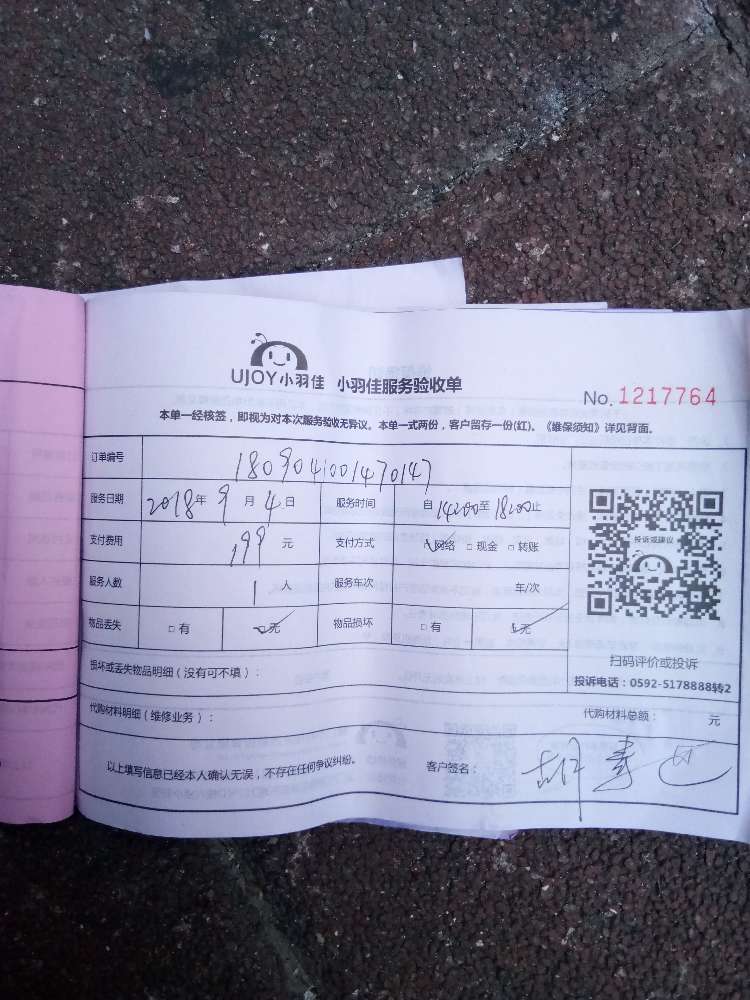 UJOY小羽佳 小羽佳服务验收单
No. 1217764
本单一经核签，即视为对本次服务验收无异议。本单一式两份，客户留存一份(红)。《维保须知》详见背面。
订单编号 1809041001470147
服务日期 2018年 9 月 4 日 服务时间 自 14:00至 18:00止
支付费用 199 元 支付方式 网络 □ 现金 □ 转账
服务人数 1 人 服务车次 车/次
物品丢失 □ 有 □ 无 物品损坏 □ 有 □ 无
投诉或建议
扫码评价或投诉
投诉电话：0592-5178888转2
损坏或丢失物品明细（没有可不填）：
代购材料明细（维修业务）： 代购材料总额： 元
以上填写信息已经本人确认无误，不存在任何争议纠纷。 客户签名：